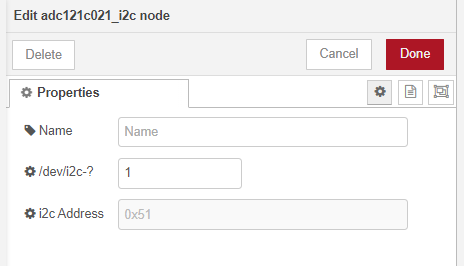 Edit adc121c021_i2c node
Delete
Cancel
Done
Properties
Name
Name
/dev/i2c-?
1
i2c Address
0x51